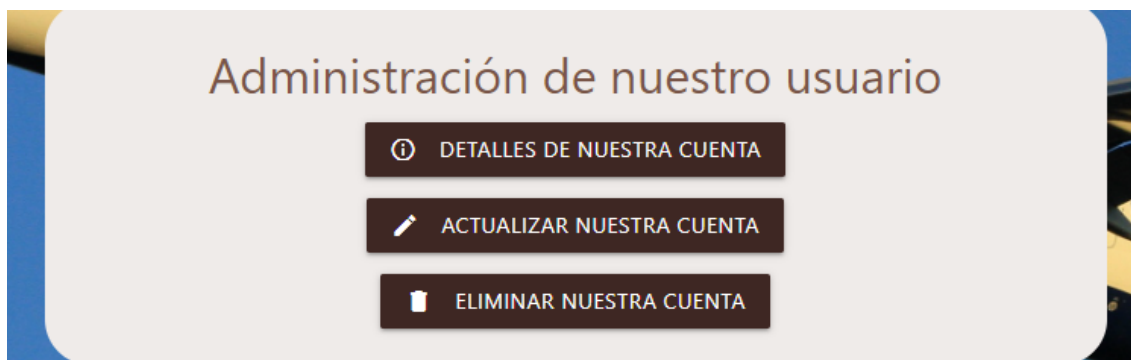 Administración de nuestro usuario
DETALLES DE NUESTRA CUENTA
ACTUALIZAR NUESTRA CUENTA
ELIMINAR NUESTRA CUENTA